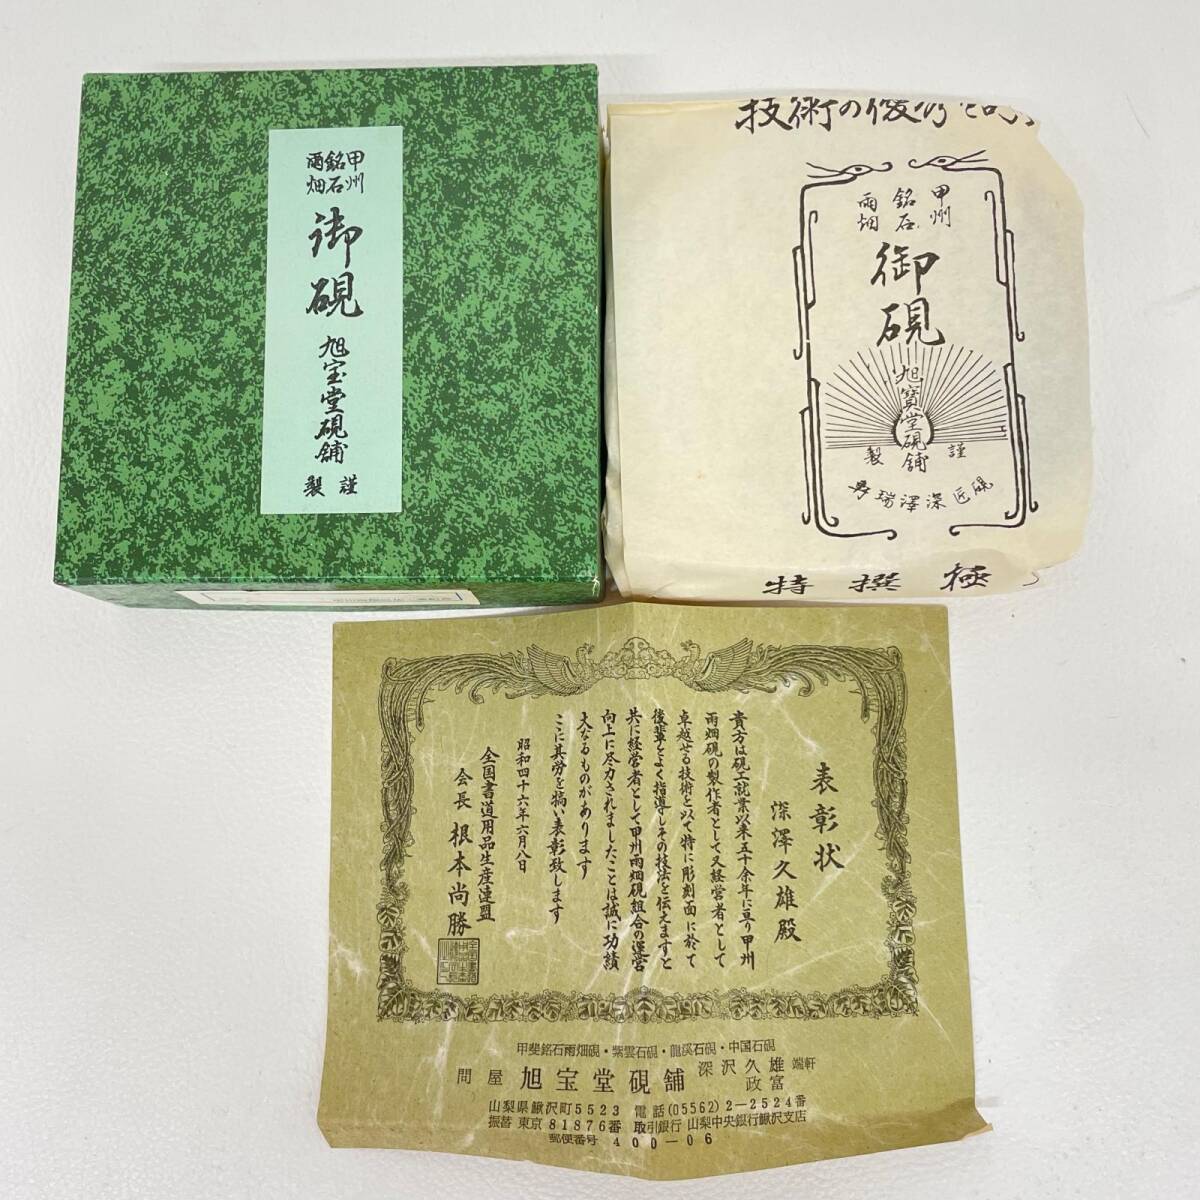 甲州
銘石
雨畑
御硯
旭宝堂硯舗
謹製
技術の優秀を
甲州
銘石
雨畑
御硯
旭寳堂硯舗
謹製
硯匠深澤瑞
特撰極
表彰状
深澤久雄殿
貴方は硯工就業以来五十余年に亘り甲州
雨畑硯の製作者として又経営者として
卓越せる技術を以て特に彫刻面に於て
後輩をよく指導しその技法を伝えますと
共に経営者として甲州雨畑硯組合の運営
向上に尽力されましたことは誠に功績
大なるものがあります
ここに其労を犒い表彰致します
昭和四十六年六月八日
全国書道用品生産連盟
会長 根本尚勝
甲斐銘石雨畑硯・紫雲石硯・龍渓石硯・中国石硯
問屋 旭宝堂硯舗 深沢久雄 端軒
政富
山梨県鰍沢町5523 電話(05562)2-2524番
振替 東京81876番 取引銀行 山梨中央銀行鰍沢支店
郵便番号 400-06